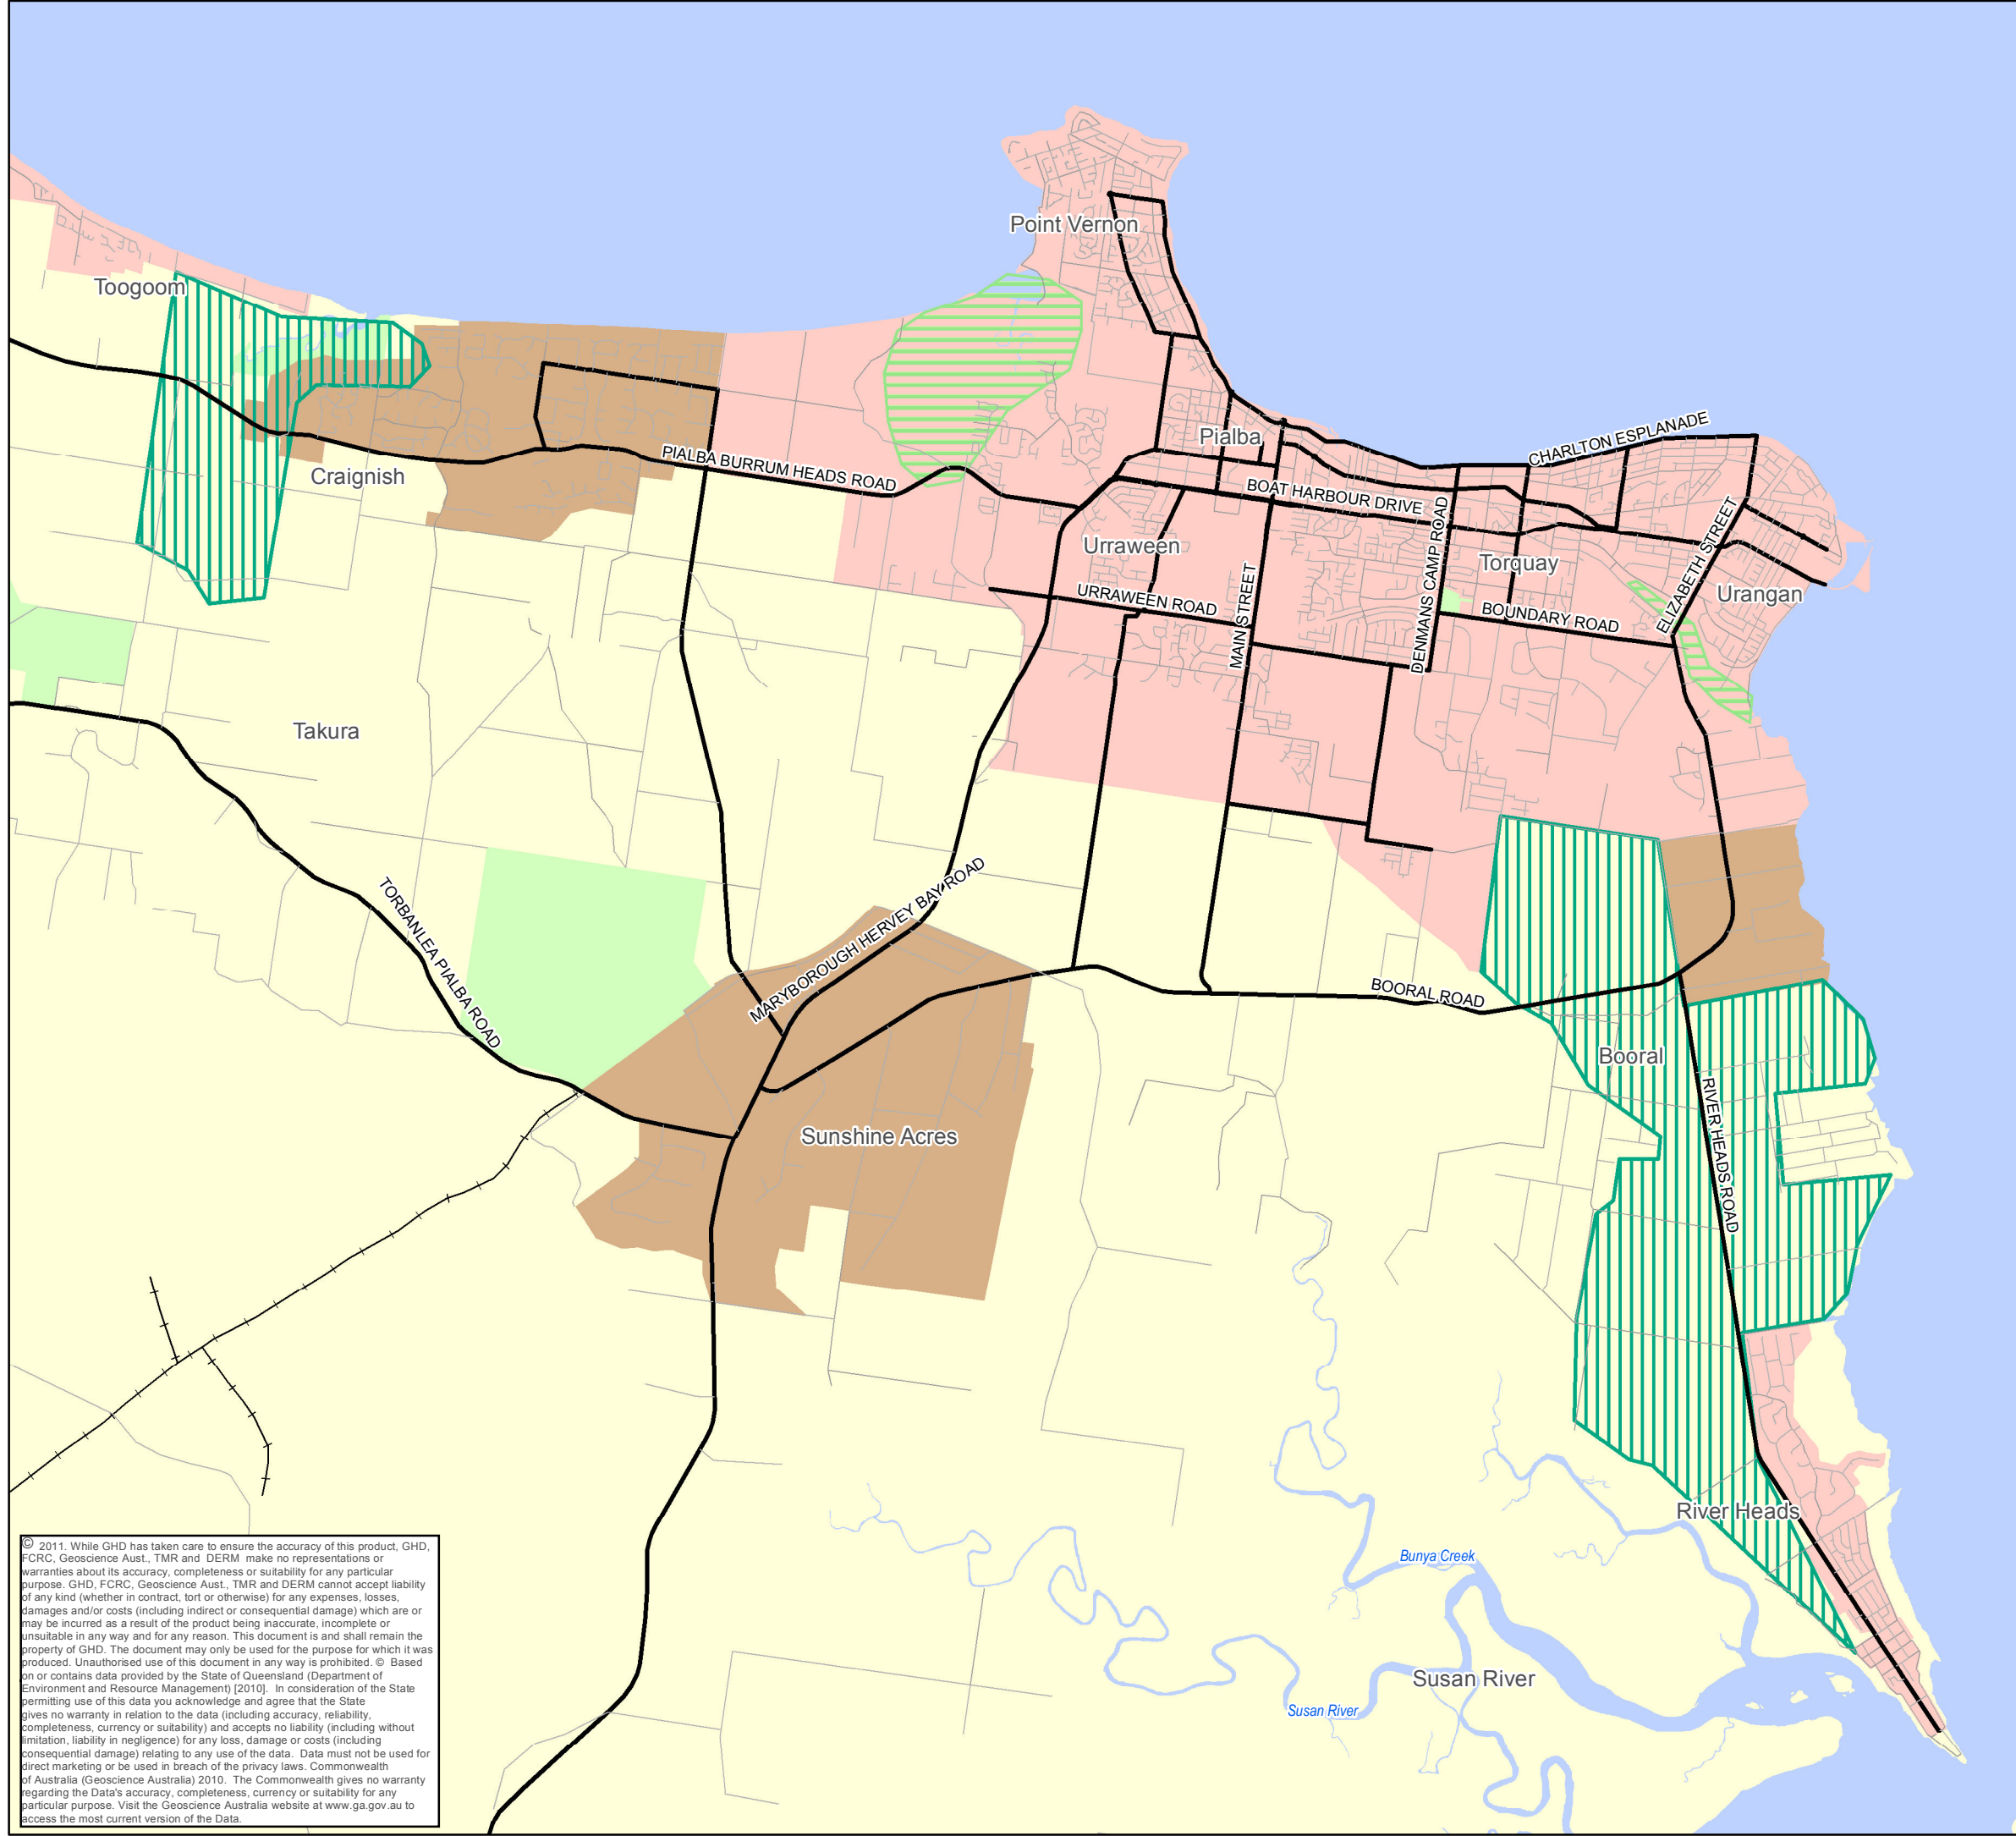 Point Vernon
Toogoom
CHARLTON ESPLANADE
Pialba
PIALBA BURRUM HEADS ROAD
Craignish
BOAT HARBOUR DRIVE
DENMANS CAMP ROAD
ELIZABETH STREET
Urraween
Torquay
Urangan
URRAWEEN ROAD
MAIN STREET
BOUNDARY ROAD
Takura
TORBANLEA PIALBA ROAD
MARYBOROUGH HERVEY BAY ROAD
BOORAL ROAD
Booral
RIVER HEADS ROAD
Sunshine Acres
River Heads
Bunya Creek
Susan River
Susan River
© 2011. While GHD has taken care to ensure the accuracy of this product, GHD,
FCRC, Geoscience Aust., TMR and DERM make no representations or
warranties about its accuracy, completeness or suitability for any particular
purpose. GHD, FCRC, Geoscience Aust., TMR and DERM cannot accept liability
of any kind (whether in contract, tort or otherwise) for any expenses, losses,
damages and/or costs (including indirect or consequential damage) which are or
may be incurred as a result of the product being inaccurate, incomplete or
unsuitable in any way and for any reason. This document is and shall remain the
property of GHD. The document may only be used for the purpose for which it was
produced. Unauthorised use of this document in any way is prohibited. © Based
on or contains data provided by the State of Queensland (Department of
Environment and Resource Management) [2010]. In consideration of the State
permitting use of this data you acknowledge and agree that the State
gives no warranty in relation to the data (including accuracy, reliability,
completeness, currency or suitability) and accepts no liability (including without
limitation, liability in negligence) for any loss, damage or costs (including
consequential damage) relating to any use of the data. Data must not be used for
direct marketing or be used in breach of the privacy laws. Commonwealth
of Australia (Geoscience Australia) 2010. The Commonwealth gives no warranty
regarding the Data's accuracy, completeness, currency or suitability for any
particular purpose. Visit the Geoscience Australia website at www.ga.gov.au to
access the most current version of the Data.